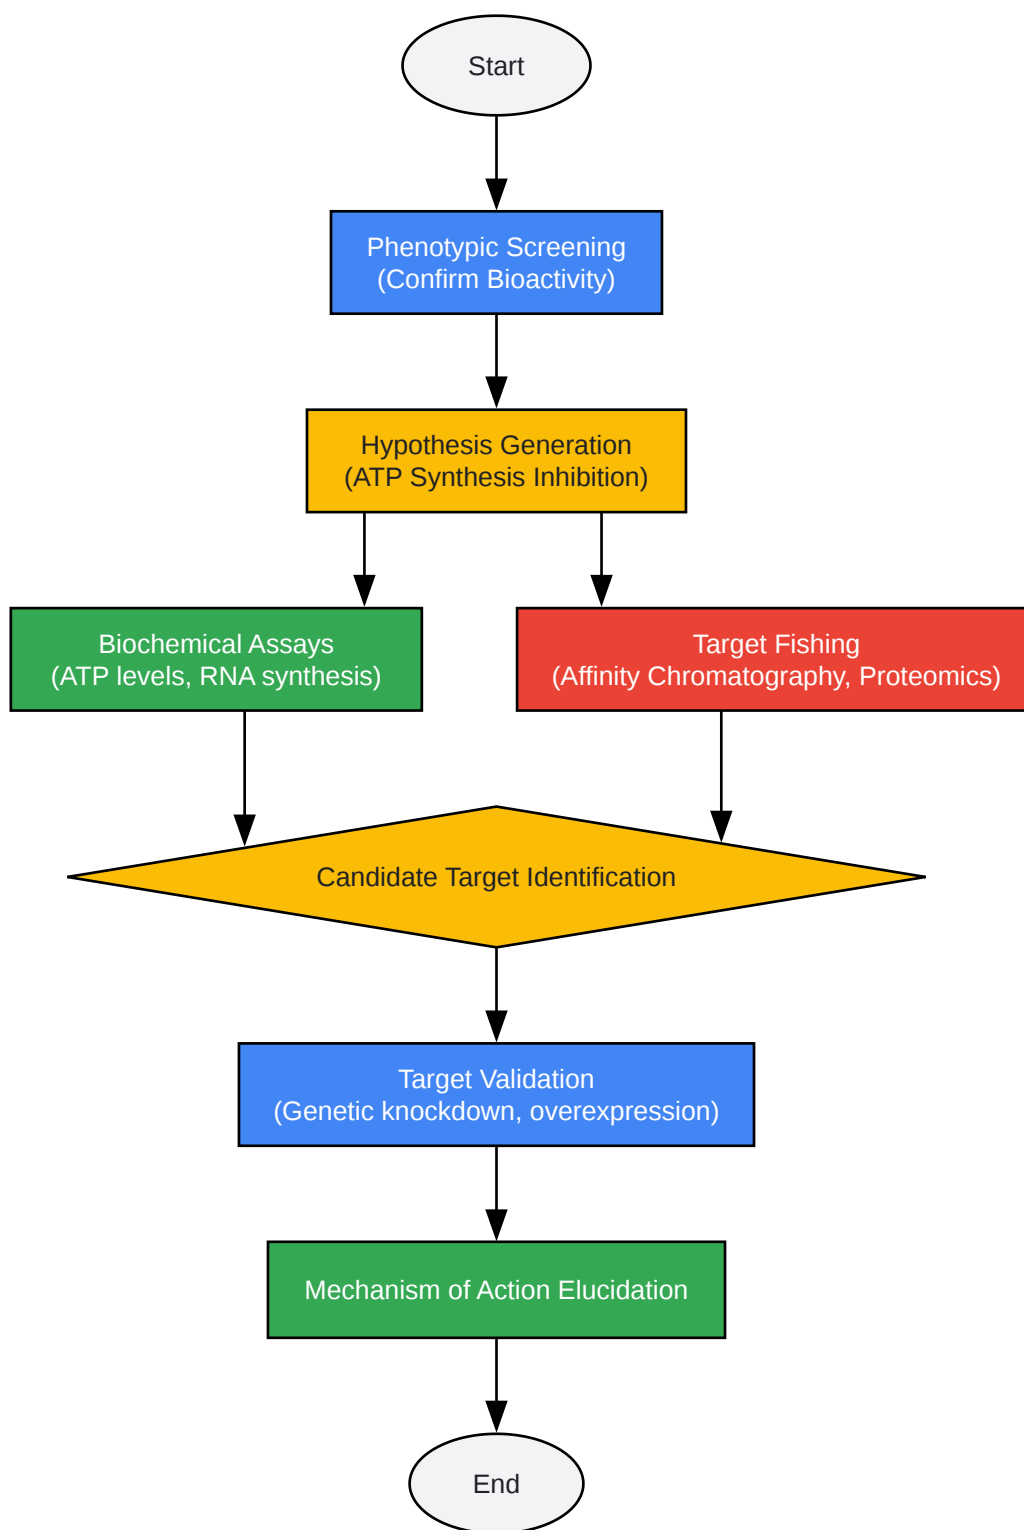 Start
Phenotypic Screening
(Confirm Bioactivity)
Hypothesis Generation
(ATP Synthesis Inhibition)
Biochemical Assays
(ATP levels, RNA synthesis)
Target Fishing
(Affinity Chromatography, Proteomics)
Candidate Target Identification
Target Validation
(Genetic knockdown, overexpression)
Mechanism of Action Elucidation
End